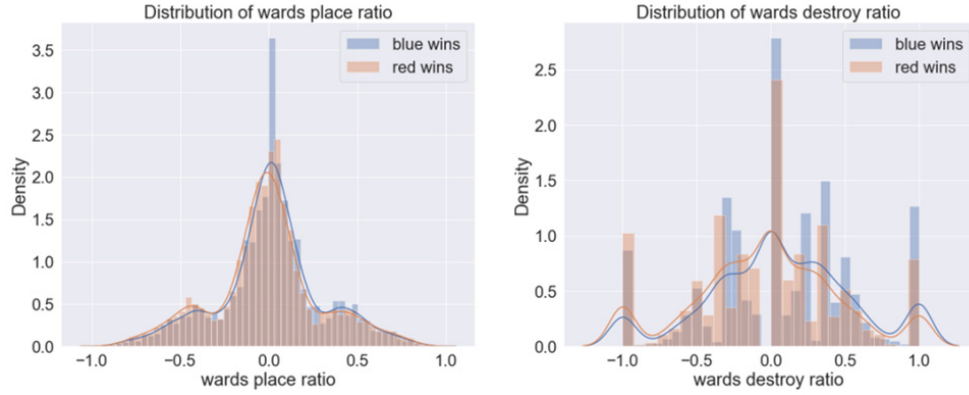 Distribution of wards place ratio
blue wins
red wins
3.5
3.0
2.5
2.0
1.5
1.0
0.5
0.0
Density
−1.0 −0.5 0.0 0.5 1.0
wards place ratio
Distribution of wards destroy ratio
blue wins
red wins
2.5
2.0
1.5
1.0
0.5
0.0
Density
−1.0 −0.5 0.0 0.5 1.0
wards destroy ratio